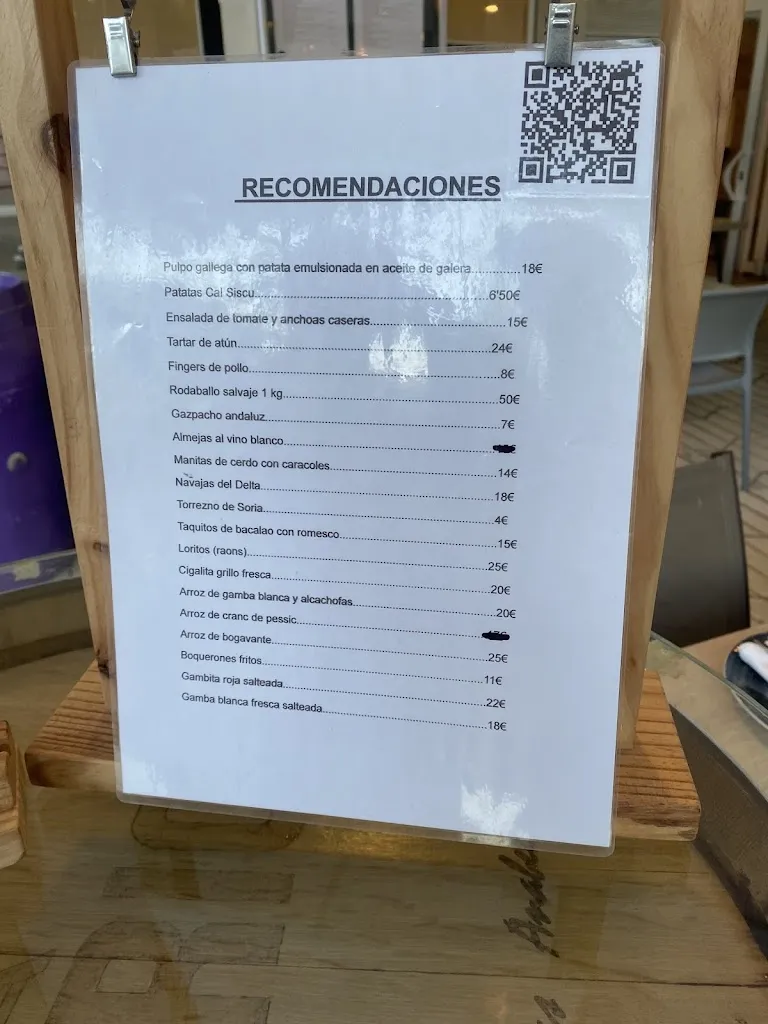 RECOMENDACIONES
Pulpo gallega con patata emulsionada en aceite de galera..............18€
Patatas Cal Siscu..............6'50€
Ensalada de tomate y anchoas caseras..............15€
Tartar de atún..............24€
Fingers de pollo..............8€
Rodaballo salvaje 1 kg..............50€
Gazpacho andaluz..............7€
Almejas al vino blanco..............
Manitas de cerdo con caracoles..............14€
Navajas del Delta..............18€
Torrezno de Soria..............4€
Taquitos de bacalao con romesco..............15€
Loritos (raons)..............25€
Cigalita grillo fresca..............20€
Arroz de gamba blanca y alcachofas..............20€
Arroz de cranc de pessic..............
Arroz de bogavante..............25€
Boquerones fritos..............11€
Gambita roja salteada..............22€
Gamba blanca fresca salteada..............18€